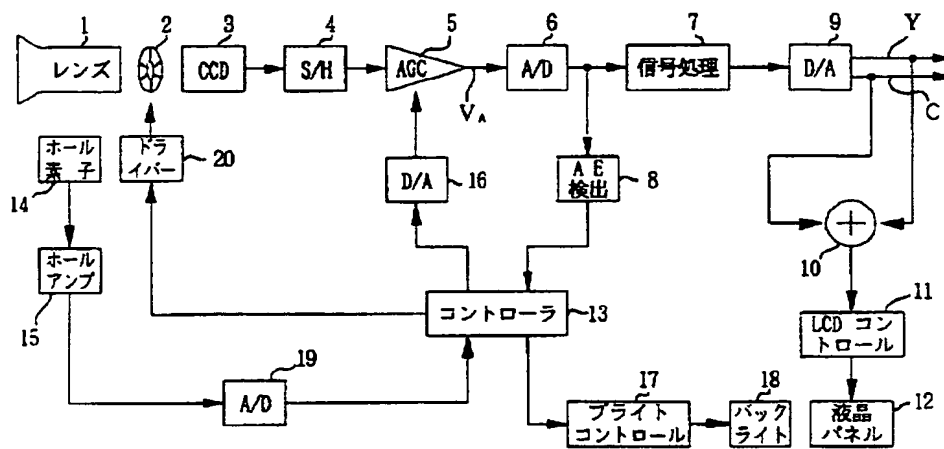 1
2
3
4
5
6
7
9
Y
レンズ
CCD
S/H
AGC
A/D
信号処理
D/A
V_A
C
ホール
素子
14
ドラ
イバー
20
D/A
16
A E
検出
8
+
10
ホール
アンプ
15
コントローラ
13
11
LCD コン
トロール
19
A/D
17
ブライト
コントロール
18
バック
ライト
12
液晶
パネル